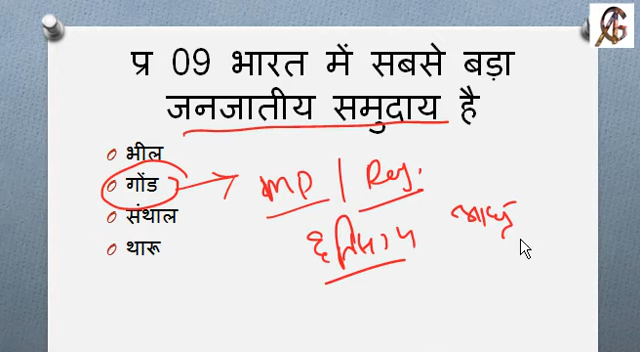 प्र 09 भारत में सबसे बड़ा
जनजातीय समुदाय है
भील
गोंड
MP | Raj.
संथाल
थारू